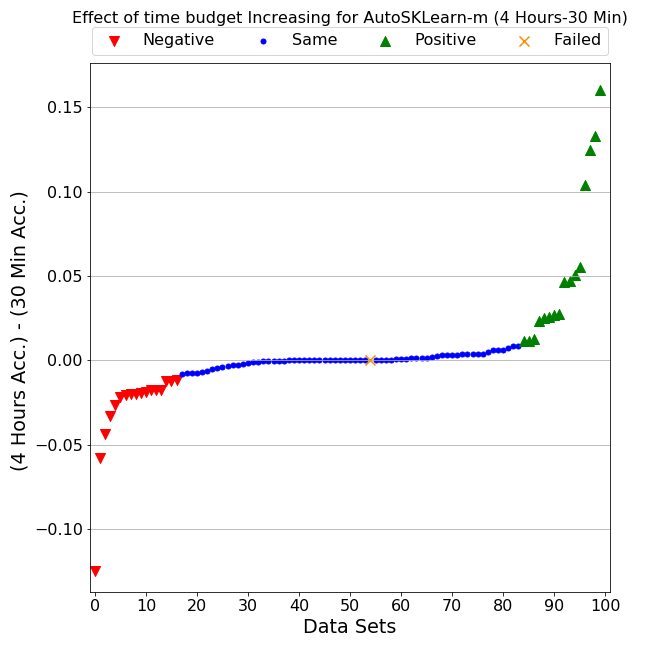 Effect of time budget Increasing for AutoSKLearn-m (4 Hours-30 Min)
Negative Same Positive Failed
(4 Hours Acc.) - (30 Min Acc.)
0.15
0.10
0.05
0.00
−0.05
−0.10
0 10 20 30 40 50 60 70 80 90 100
Data Sets